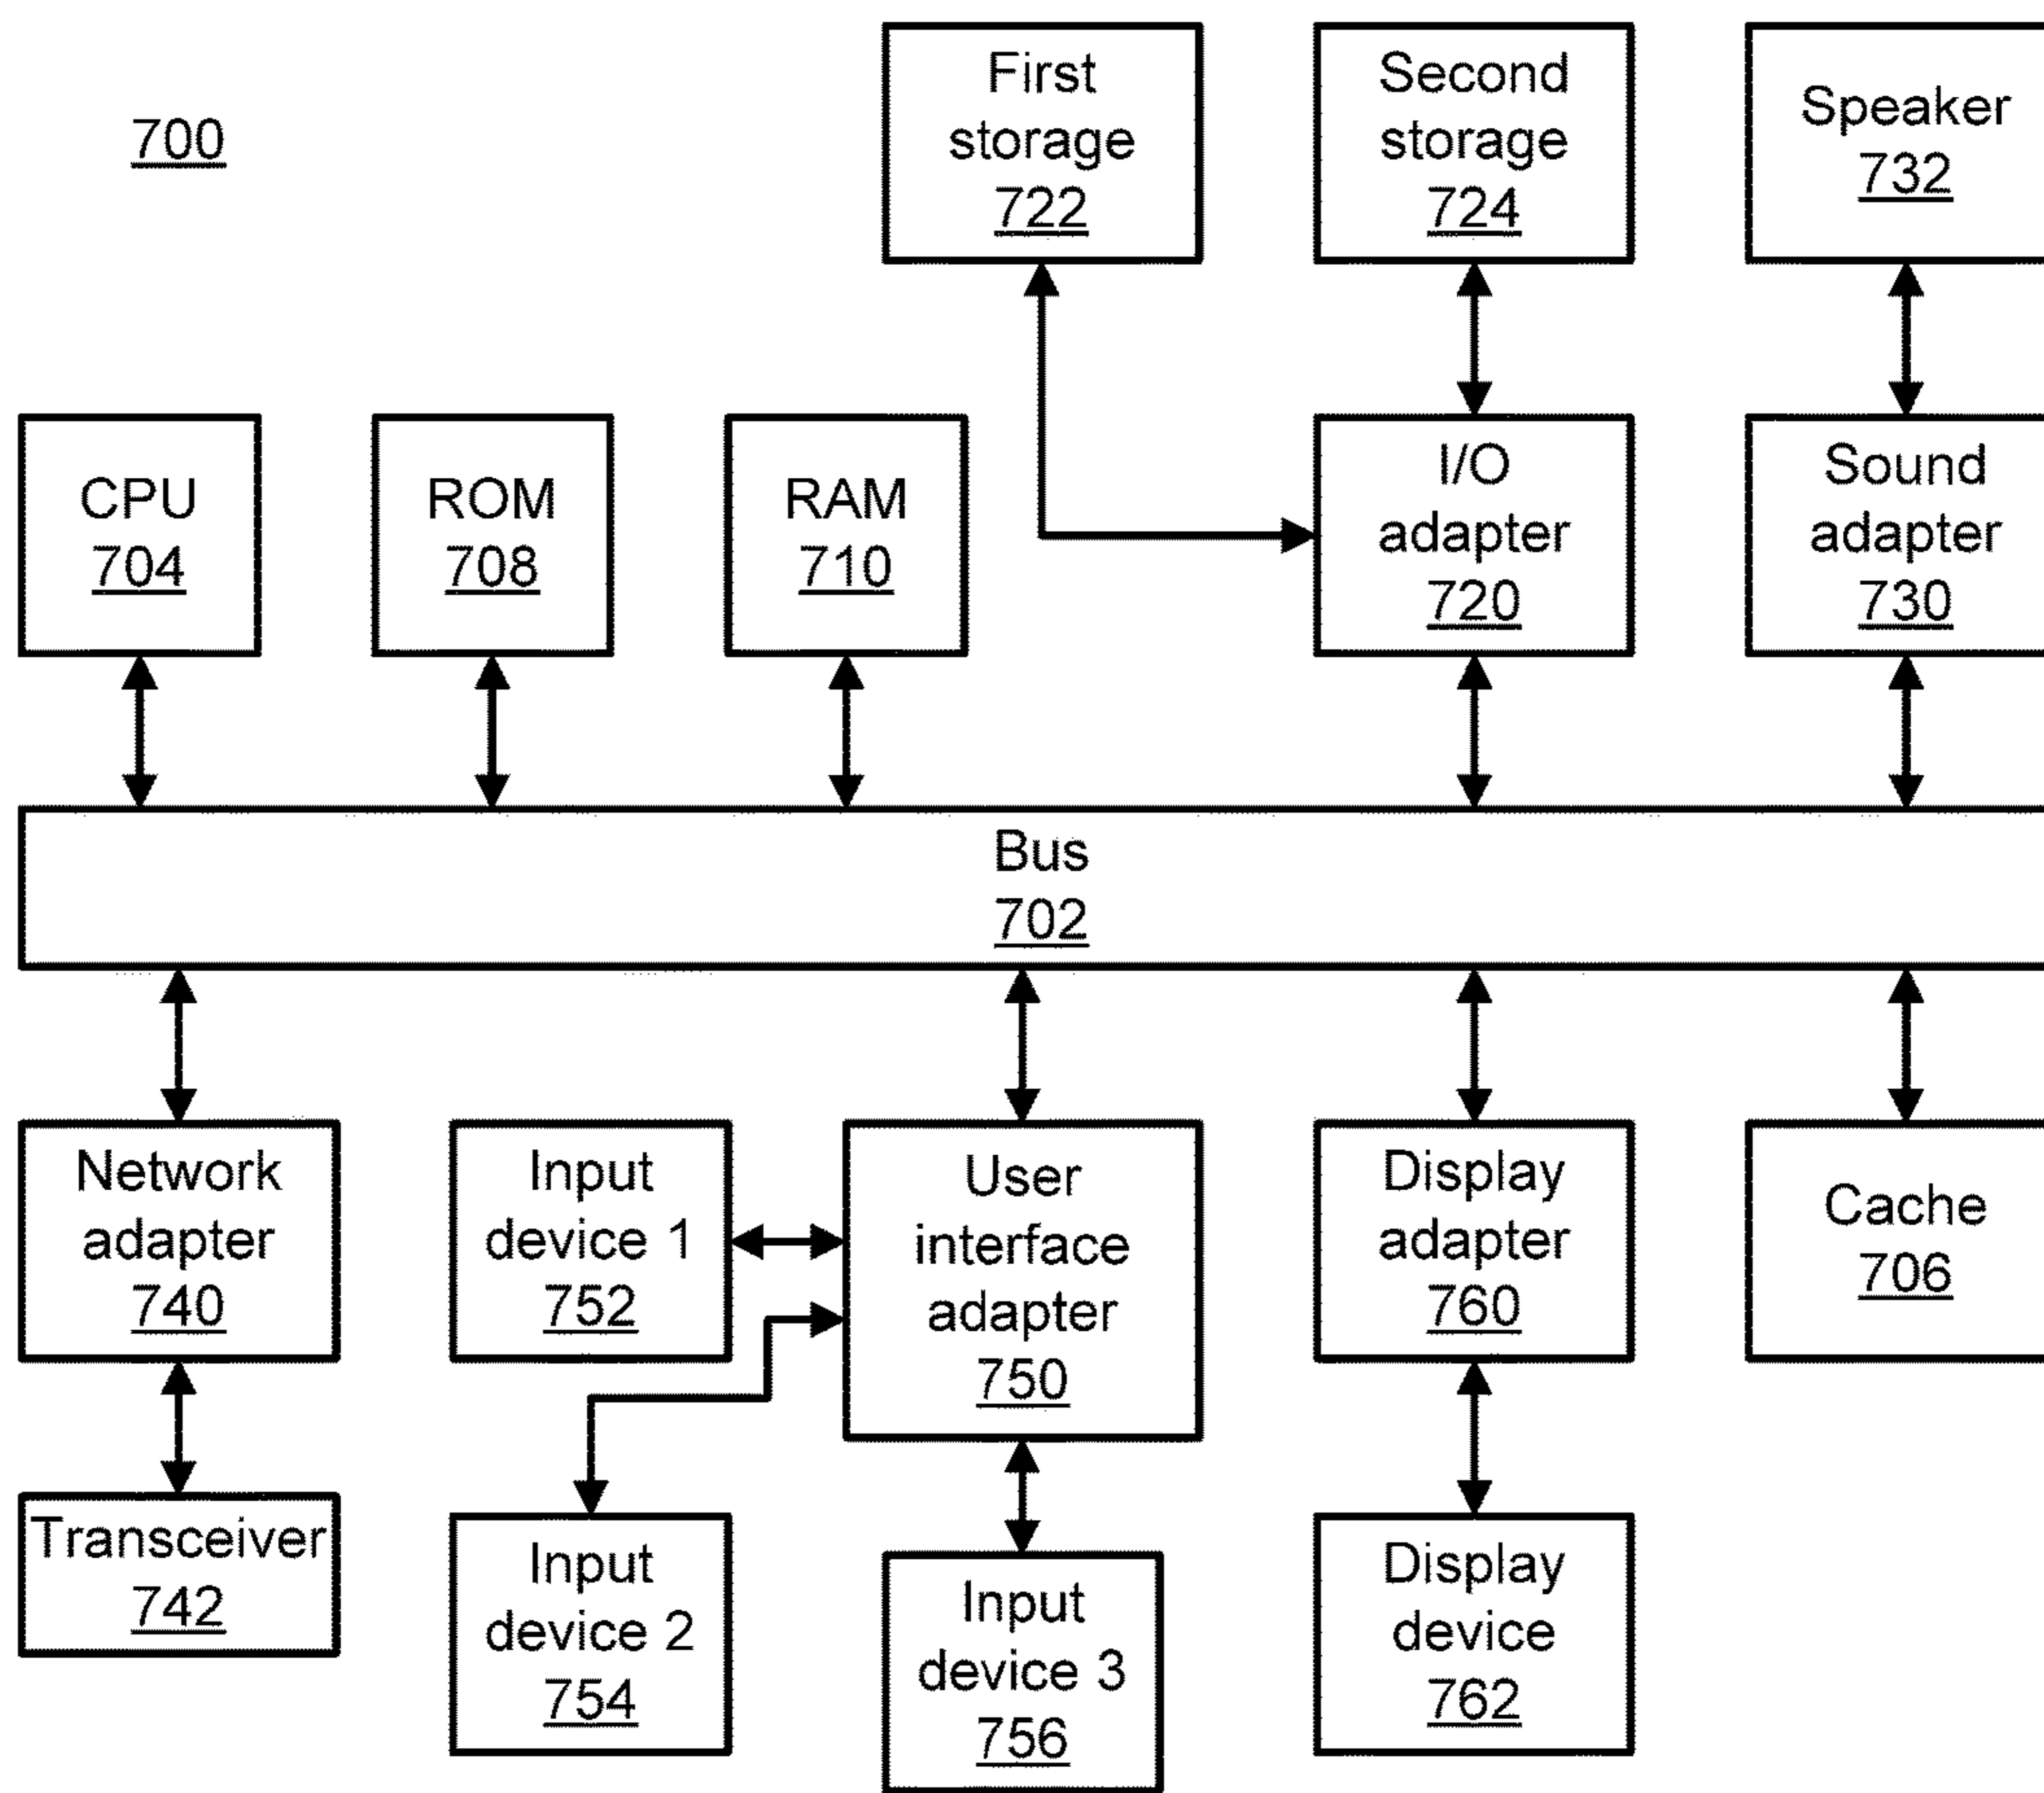 700
First
storage
722
Second
storage
724
Speaker
732
CPU
704
ROM
708
RAM
710
I/O
adapter
720
Sound
adapter
730
Bus
702
Network
adapter
740
Input
device 1
752
User
interface
adapter
750
Display
adapter
760
Cache
706
Transceiver
742
Input
device 2
754
Input
device 3
756
Display
device
762